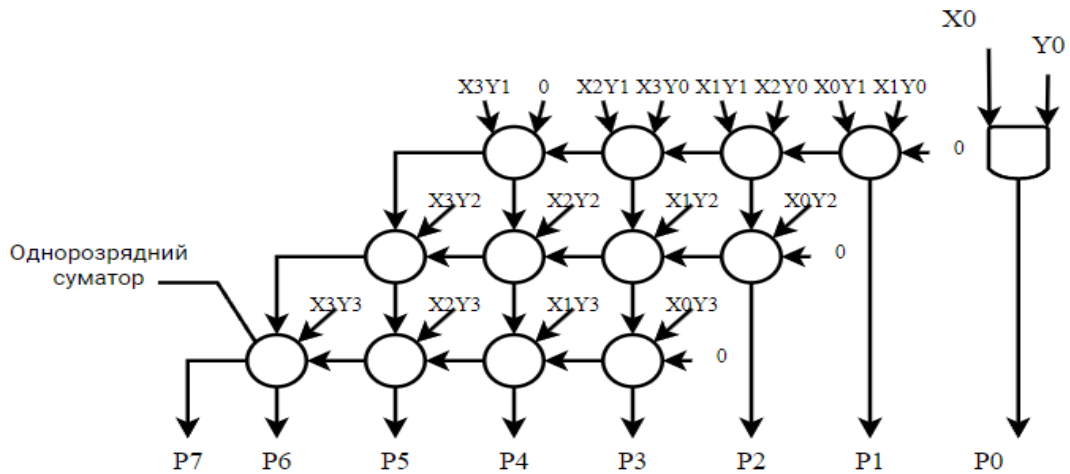 X0
Y0
X3Y1 0 X2Y1 X3Y0 X1Y1 X2Y0 X0Y1 X1Y0
0
X3Y2 X2Y2 X1Y2 X0Y2
Однорозрядний
суматор
0
X3Y3 X2Y3 X1Y3 X0Y3
0
P7 P6 P5 P4 P3 P2 P1 P0